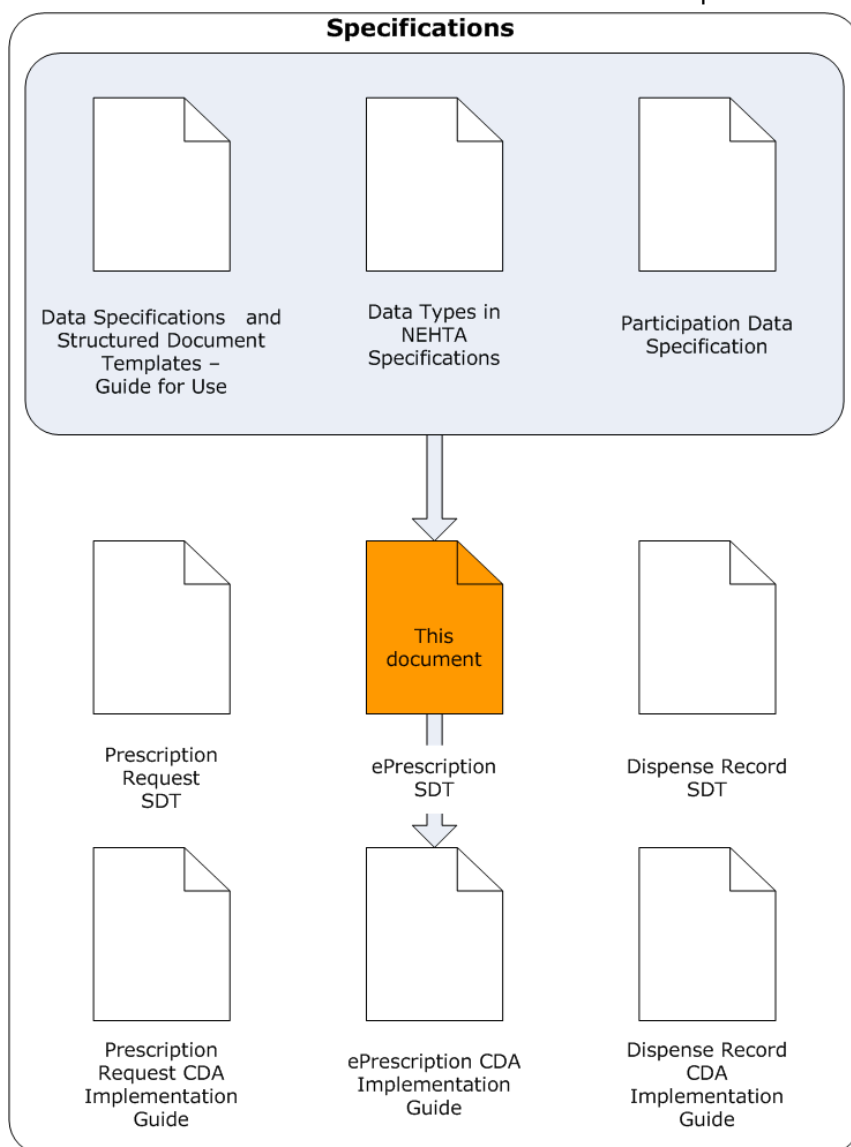 Specifications
Data Specifications and
Structured Document
Templates –
Guide for Use
Data Types in
NEHTA
Specifications
Participation Data
Specification
This
document
Prescription
Request
SDT
ePrescription
SDT
Dispense Record
SDT
Prescription
Request CDA
Implementation
Guide
ePrescription CDA
Implementation
Guide
Dispense Record
CDA
Implementation
Guide